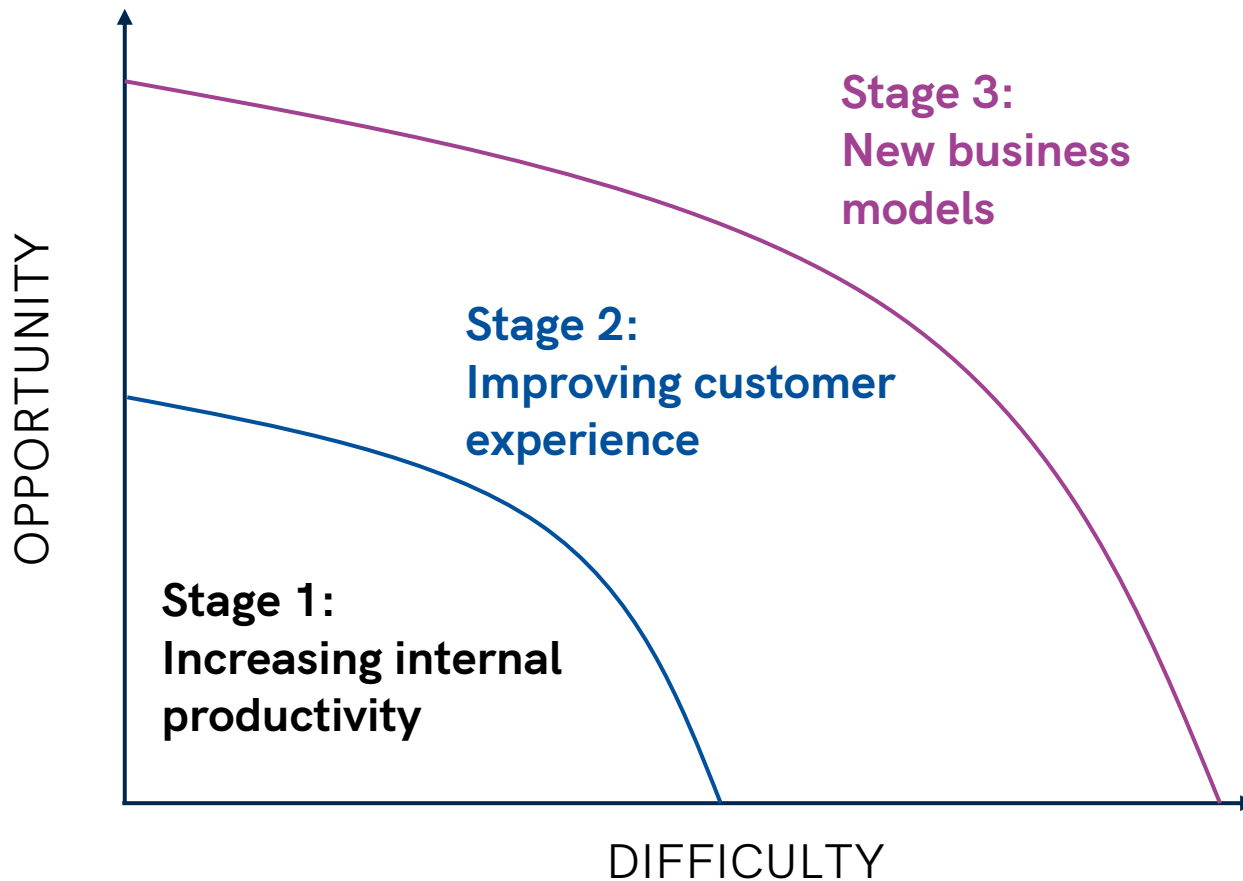 Stage 3:
New business
models
Stage 2:
Improving customer
experience
Stage 1:
Increasing internal
productivity
OPPORTUNITY
DIFFICULTY